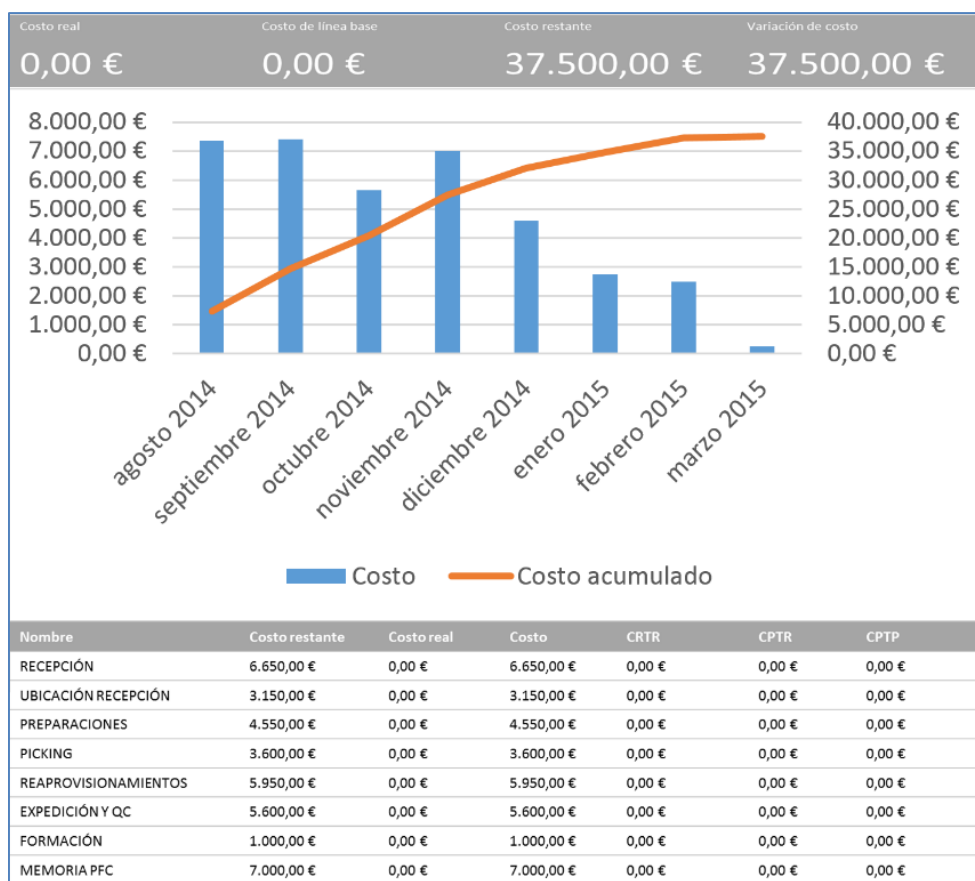 Costo real Costo de línea base Costo restante Variación de costo
0,00 € 0,00 € 37.500,00 € 37.500,00 €
8.000,00 € 40.000,00 €
7.000,00 € 35.000,00 €
6.000,00 € 30.000,00 €
5.000,00 € 25.000,00 €
4.000,00 € 20.000,00 €
3.000,00 € 15.000,00 €
2.000,00 € 10.000,00 €
1.000,00 € 5.000,00 €
0,00 € 0,00 €
agosto 2014
septiembre 2014
octubre 2014
noviembre 2014
diciembre 2014
enero 2015
febrero 2015
marzo 2015
Costo Costo acumulado
Nombre Costo restante Costo real Costo CRTR CPTR CPTP
RECEPCIÓN 6.650,00 € 0,00 € 6.650,00 € 0,00 € 0,00 € 0,00 €
UBICACIÓN RECEPCIÓN 3.150,00 € 0,00 € 3.150,00 € 0,00 € 0,00 € 0,00 €
PREPARACIONES 4.550,00 € 0,00 € 4.550,00 € 0,00 € 0,00 € 0,00 €
PICKING 3.600,00 € 0,00 € 3.600,00 € 0,00 € 0,00 € 0,00 €
REAPROVISIONAMIENTOS 5.950,00 € 0,00 € 5.950,00 € 0,00 € 0,00 € 0,00 €
EXPEDICIÓN Y QC 5.600,00 € 0,00 € 5.600,00 € 0,00 € 0,00 € 0,00 €
FORMACIÓN 1.000,00 € 0,00 € 1.000,00 € 0,00 € 0,00 € 0,00 €
MEMORIA PFC 7.000,00 € 0,00 € 7.000,00 € 0,00 € 0,00 € 0,00 €